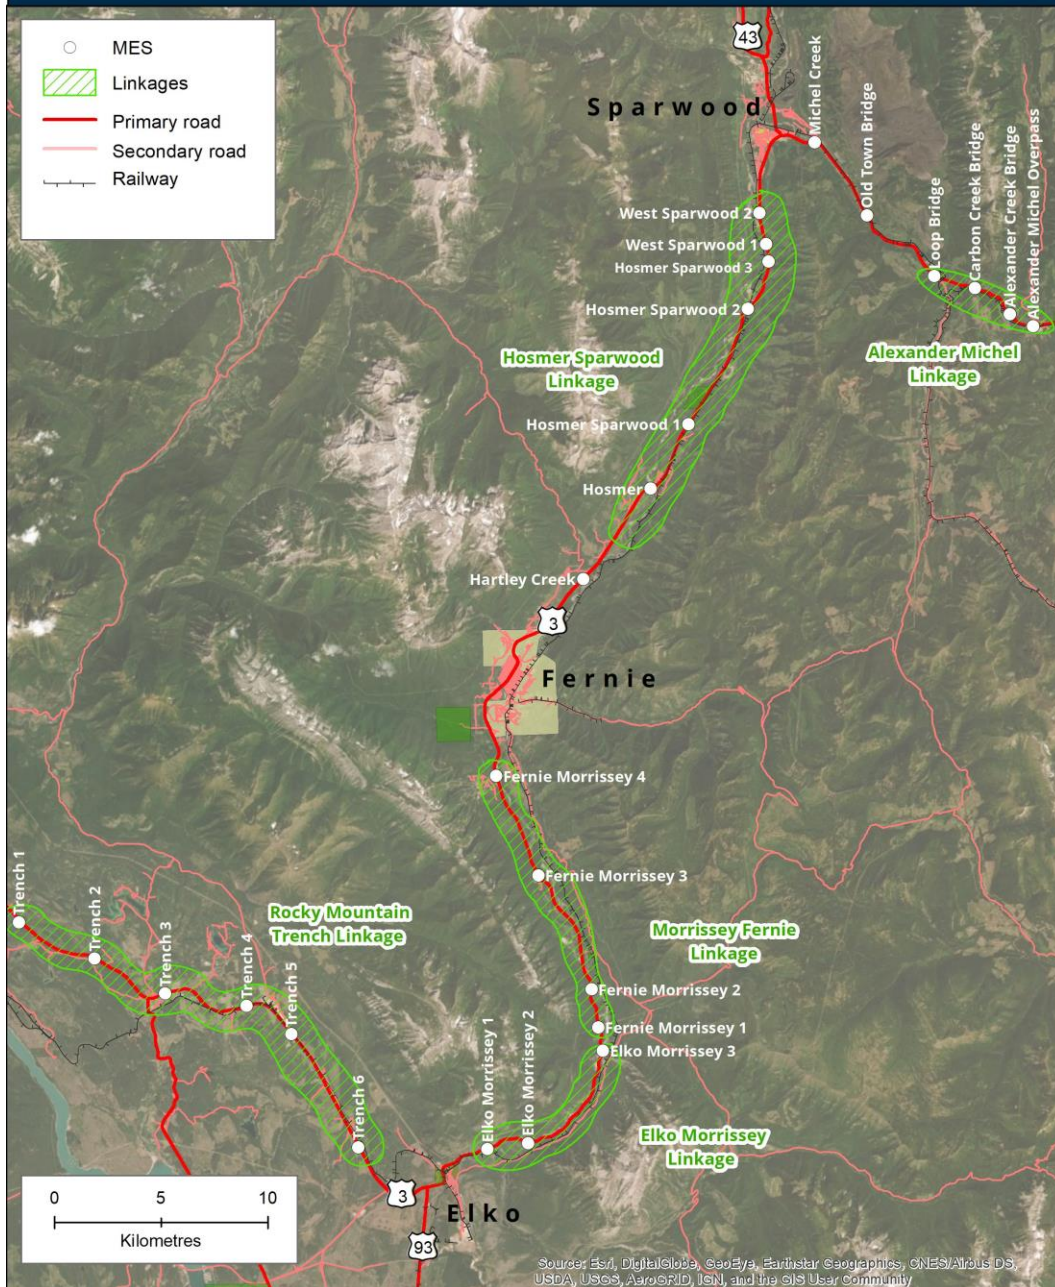 MES
Linkages
Primary road
Secondary road
Railway
43
Sparwood
Michel Creek
Old Town Bridge
Loop Bridge
Carbon Creek Bridge
Alexander Creek Bridge
Alexander Michel Overpass
West Sparwood 2
West Sparwood 1
Hosmer Sparwood 3
Hosmer Sparwood 2
Hosmer Sparwood
Linkage
Alexander Michel
Linkage
Hosmer Sparwood 1
Hosmer
Hartley Creek
3
Fernie
Fernie Morrissey 4
Fernie Morrissey 3
Trench 1
Trench 2
Trench 3
Trench 4
Trench 5
Trench 6
Rocky Mountain
Trench Linkage
Morrissey Fernie
Linkage
Fernie Morrissey 2
Fernie Morrissey 1
Elko Morrissey 3
Elko Morrissey 1
Elko Morrissey 2
Elko Morrissey
Linkage
0 5 10
Kilometres
3
Elko
93
Source: Esri, DigitalGlobe, GeoEye, Earthstar Geographics, CNES/Airbus DS,
USDA, USGS, AeroGRID, IGN, and the GIS User Community